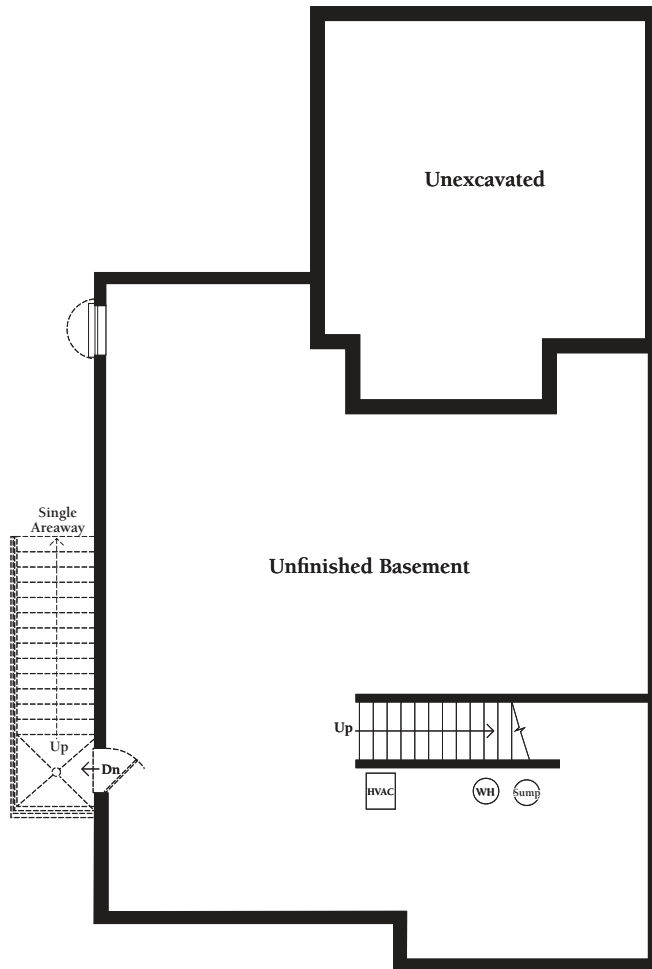 Unexcavated
Single
Areaway
Unfinished Basement
Up
Up
Dn
HVAC
WH
Sump